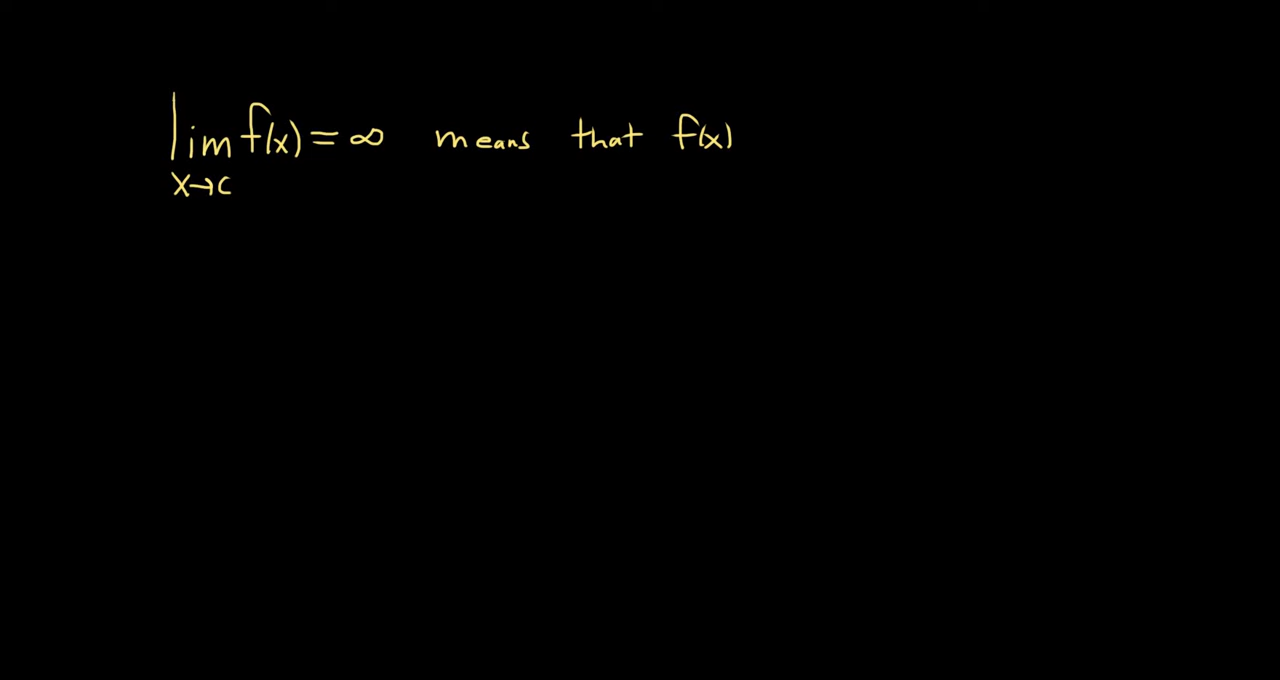 lim f(x) = ∞ means that f(x)
x→c